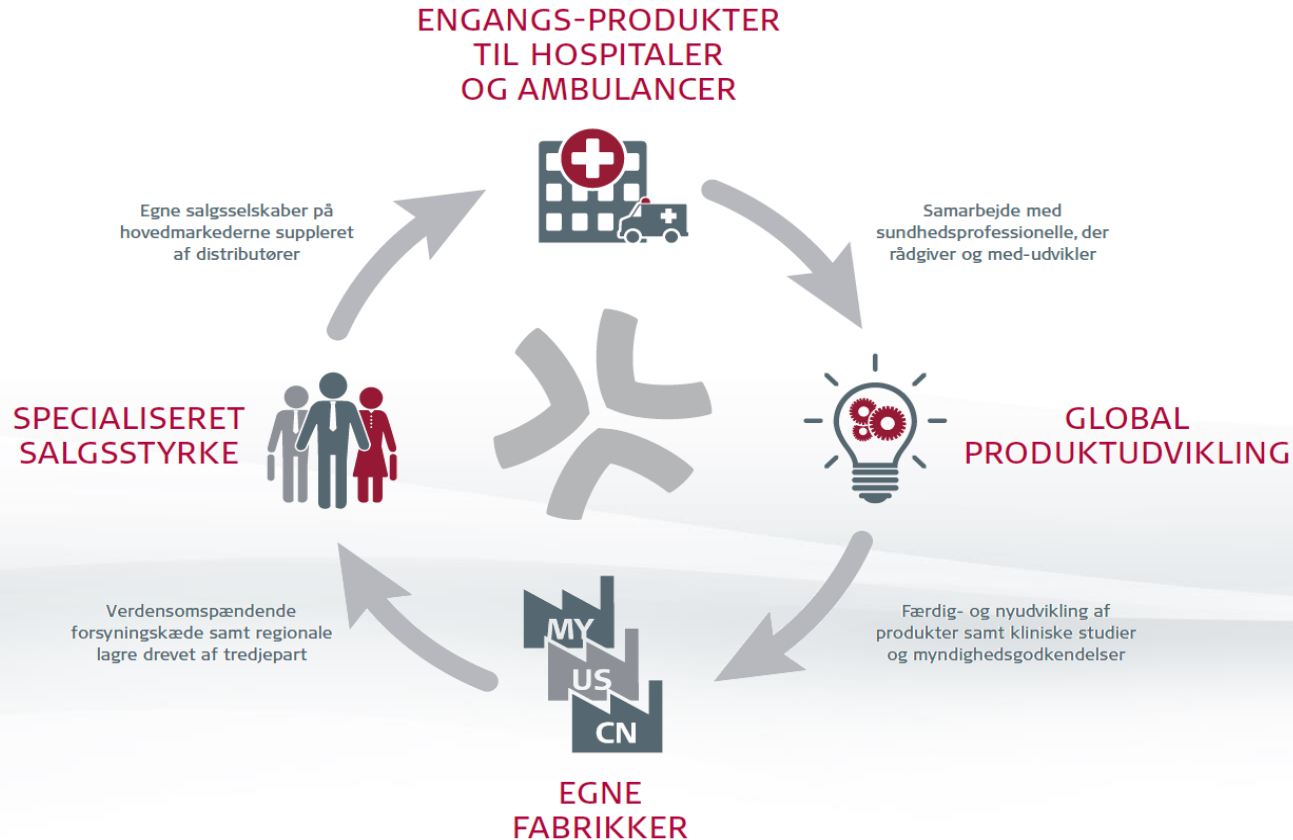 ENGANGS-PRODUKTER
TIL HOSPITALER
OG AMBULANCER
Egne salgsselskaber på
hovedmarkederne suppleret
af distributører
Samarbejde med
sundhedsprofessionelle, der
rådgiver og med-udvikler
SPECIALISERET
SALGSSTYRKE
GLOBAL
PRODUKTUDVIKLING
Verdensomspændende
forsyningskæde samt regionale
lagre drevet af tredjepart
MY
US
CN
Færdig- og nyudvikling af
produkter samt kliniske studier
og myndighedsgodkendelser
EGNE
FABRIKKER